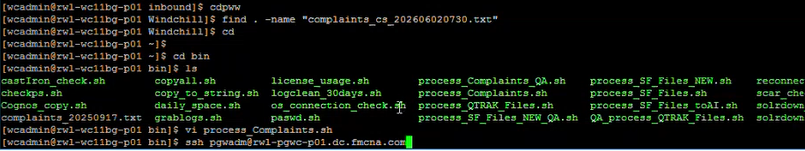 [wcadmin@rwl-wc11bg-p01 inbound]$ cdpww
[wcadmin@rwl-wc11bg-p01 Windchill]$ find . -name "complaints_cs_202606020730.txt"
[wcadmin@rwl-wc11bg-p01 Windchill]$ cd
[wcadmin@rwl-wc11bg-p01 ~]$
[wcadmin@rwl-wc11bg-p01 ~]$ cd bin
[wcadmin@rwl-wc11bg-p01 bin]$ ls
castIron_check.sh copyall.sh license_usage.sh process_Complaints_QA.sh process_SF_Files_NEW.sh reconnec
checkps.sh copy_to_string.sh logclean_30days.sh process_Complaints.sh process_SF_Files.sh scar_che
Cognos_copy.sh daily_space.sh os_connection_check.sh process_QTRAK_Files.sh process_SF_Files_toAI.sh solrdown
complaints_20250917.txt grablogs.sh paswd.sh process_SF_Files_NEW_QA.sh QA_process_QTRAK_Files.sh solrdown
[wcadmin@rwl-wc11bg-p01 bin]$ vi process_Complaints.sh
[wcadmin@rwl-wc11bg-p01 bin]$ ssh pgwadm@rwl-pgwc-p01.dc.fmcna.com